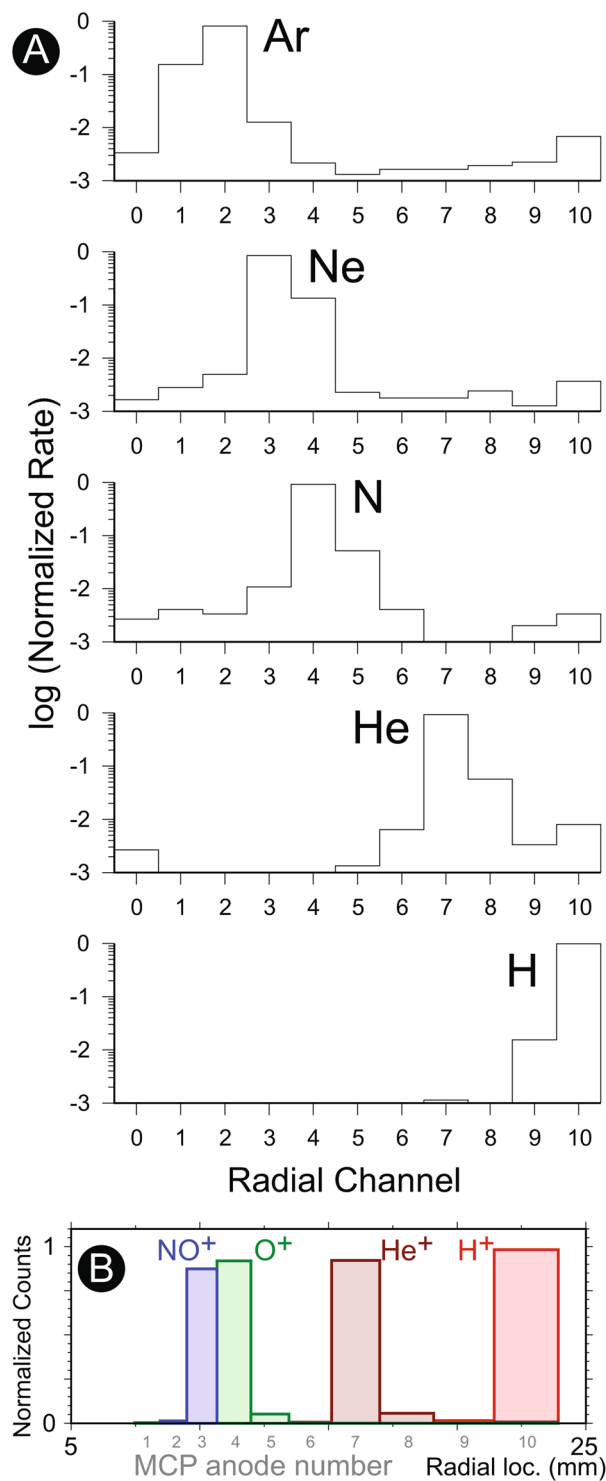 A
Ar
0
-1
-2
-3
0 1 2 3 4 5 6 7 8 9 10
Ne
0
-1
-2
-3
0 1 2 3 4 5 6 7 8 9 10
log (Normalized Rate)
N
0
-1
-2
-3
0 1 2 3 4 5 6 7 8 9 10
He
0
-1
-2
-3
0 1 2 3 4 5 6 7 8 9 10
H
0
-1
-2
-3
0 1 2 3 4 5 6 7 8 9 10
Radial Channel
B
Normalized Counts
1
0
NO+ O+ He+ H+
1 2 3 4 5 6 7 8 9 10
5 25
MCP anode number Radial loc. (mm)